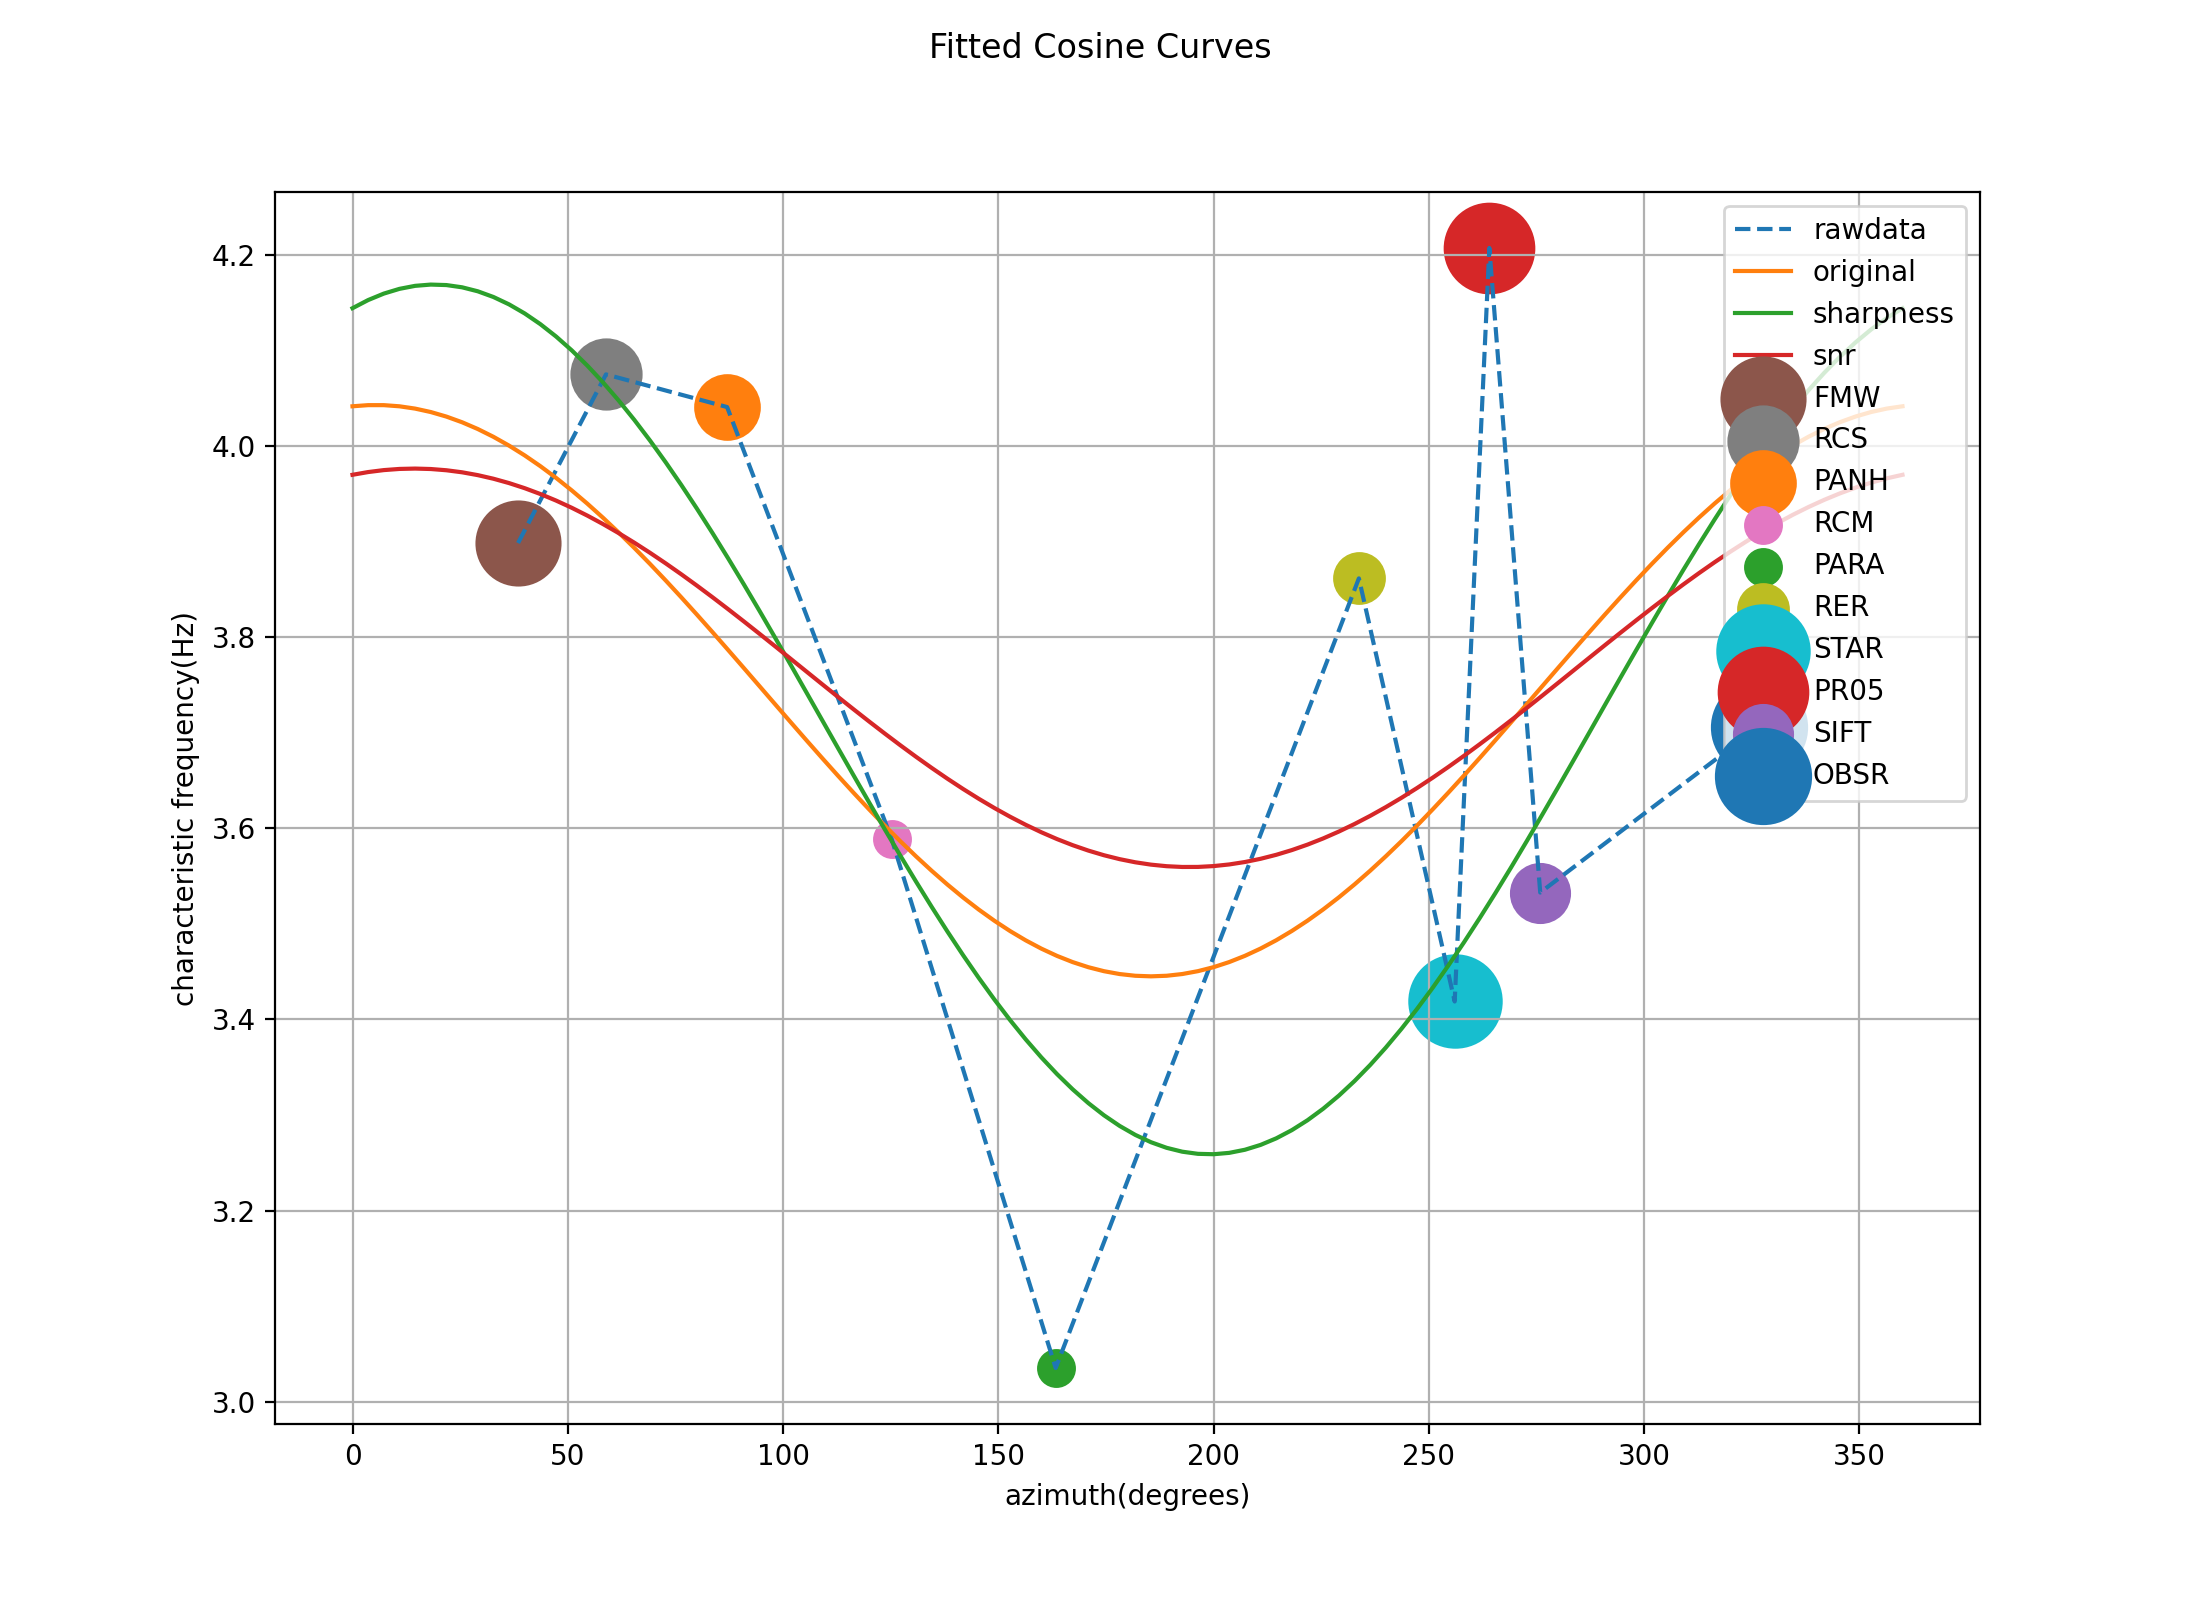 Fitted Cosine Curves
rawdata
original
sharpness
snr
FMW
RCS
PANH
RCM
PARA
RER
STAR
PR05
SIFT
OBSR
characteristic frequency(Hz)
4.2
4.0
3.8
3.6
3.4
3.2
3.0
0 50 100 150 200 250 300 350
azimuth(degrees)